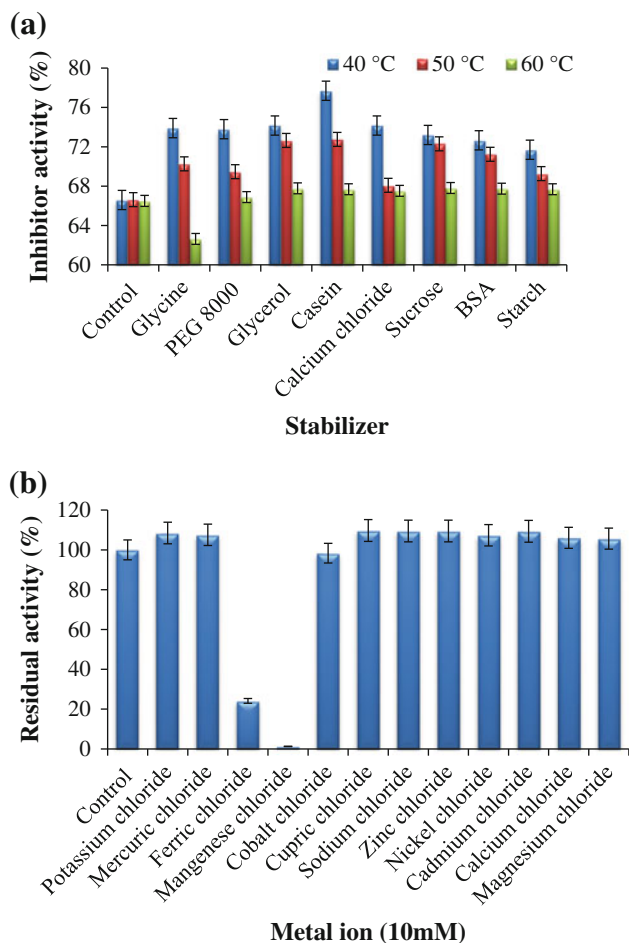 (a)
40 °C 50 °C 60 °C
Inhibitor activity (%)
80
76
72
68
64
60
Control
Glycine
PEG 8000
Glycerol
Casein
Calcium chloride
Sucrose
BSA
Starch
Stabilizer
(b)
Residual activity (%)
120
100
80
60
40
20
0
Control
Potassium chloride
Mercuric chloride
Ferric chloride
Mangenese chloride
Cobalt chloride
Cupric chloride
Sodium chloride
Zinc chloride
Nickel chloride
Cadmium chloride
Calcium chloride
Magnesium chloride
Metal ion (10mM)